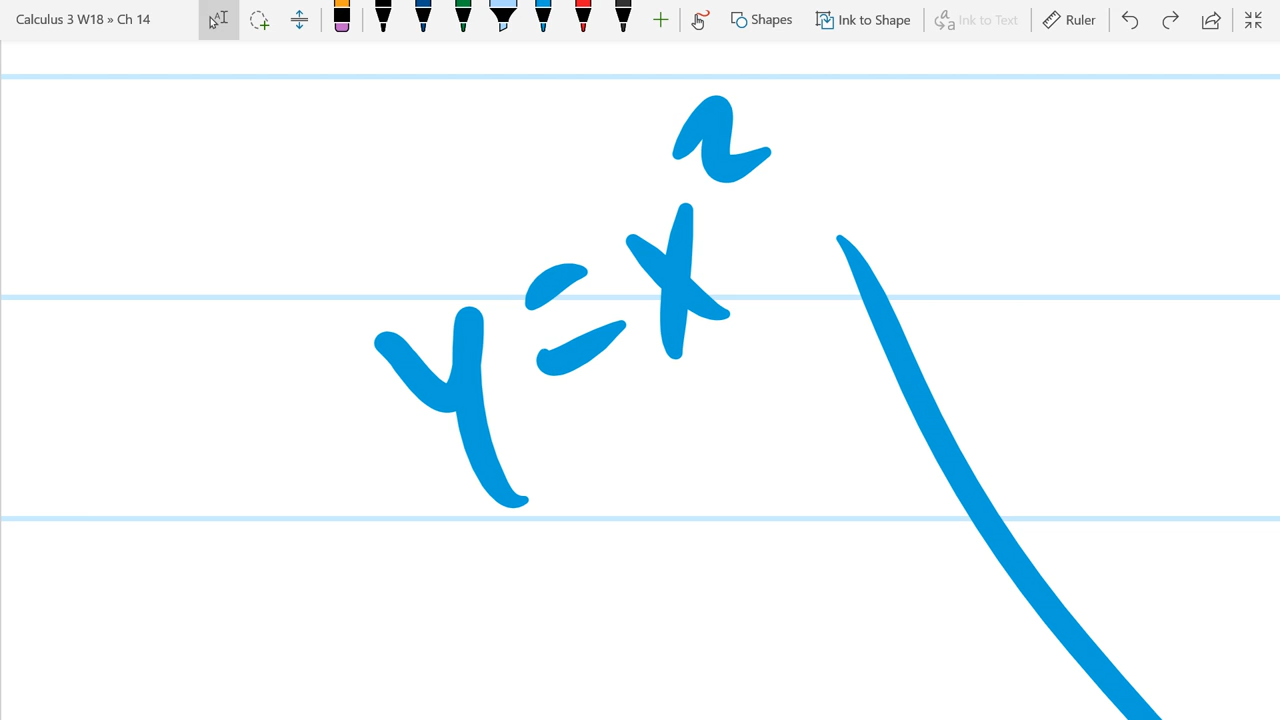 Calculus 3 W18 » Ch 14
Shapes
Ink to Shape
Ink to Text
Ruler
y = x²